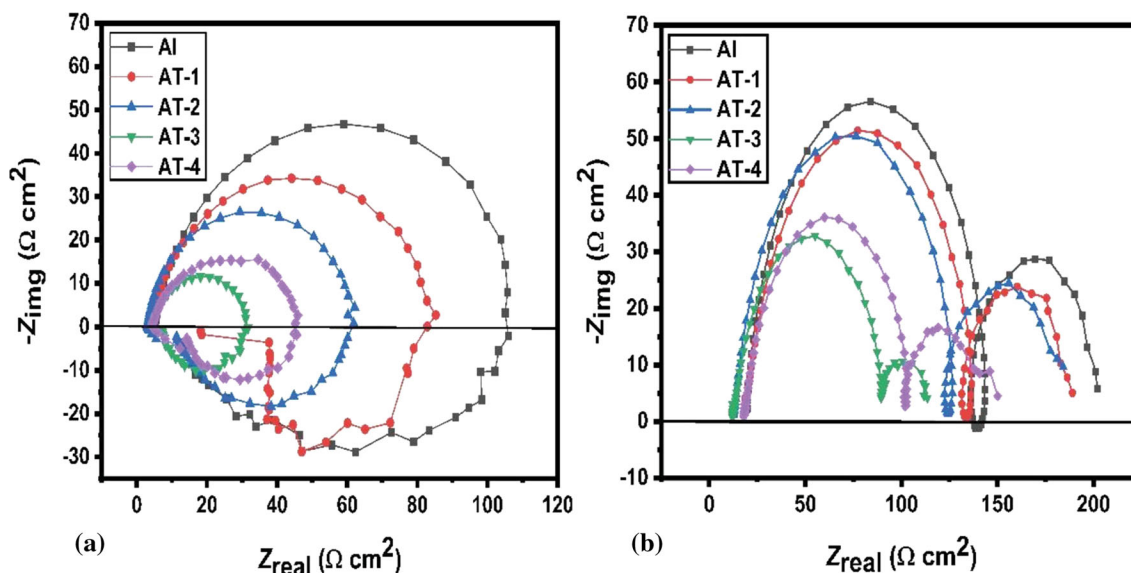 70
60
50
40
30
20
10
0
-10
-20
-30
-Zimg (Ω cm²)
Al
AT-1
AT-2
AT-3
AT-4
0 20 40 60 80 100 120
(a)
Zreal (Ω cm²)
70
60
50
40
30
20
10
0
-10
-Zimg (Ω cm²)
Al
AT-1
AT-2
AT-3
AT-4
0 50 100 150 200
(b)
Zreal (Ω cm²)